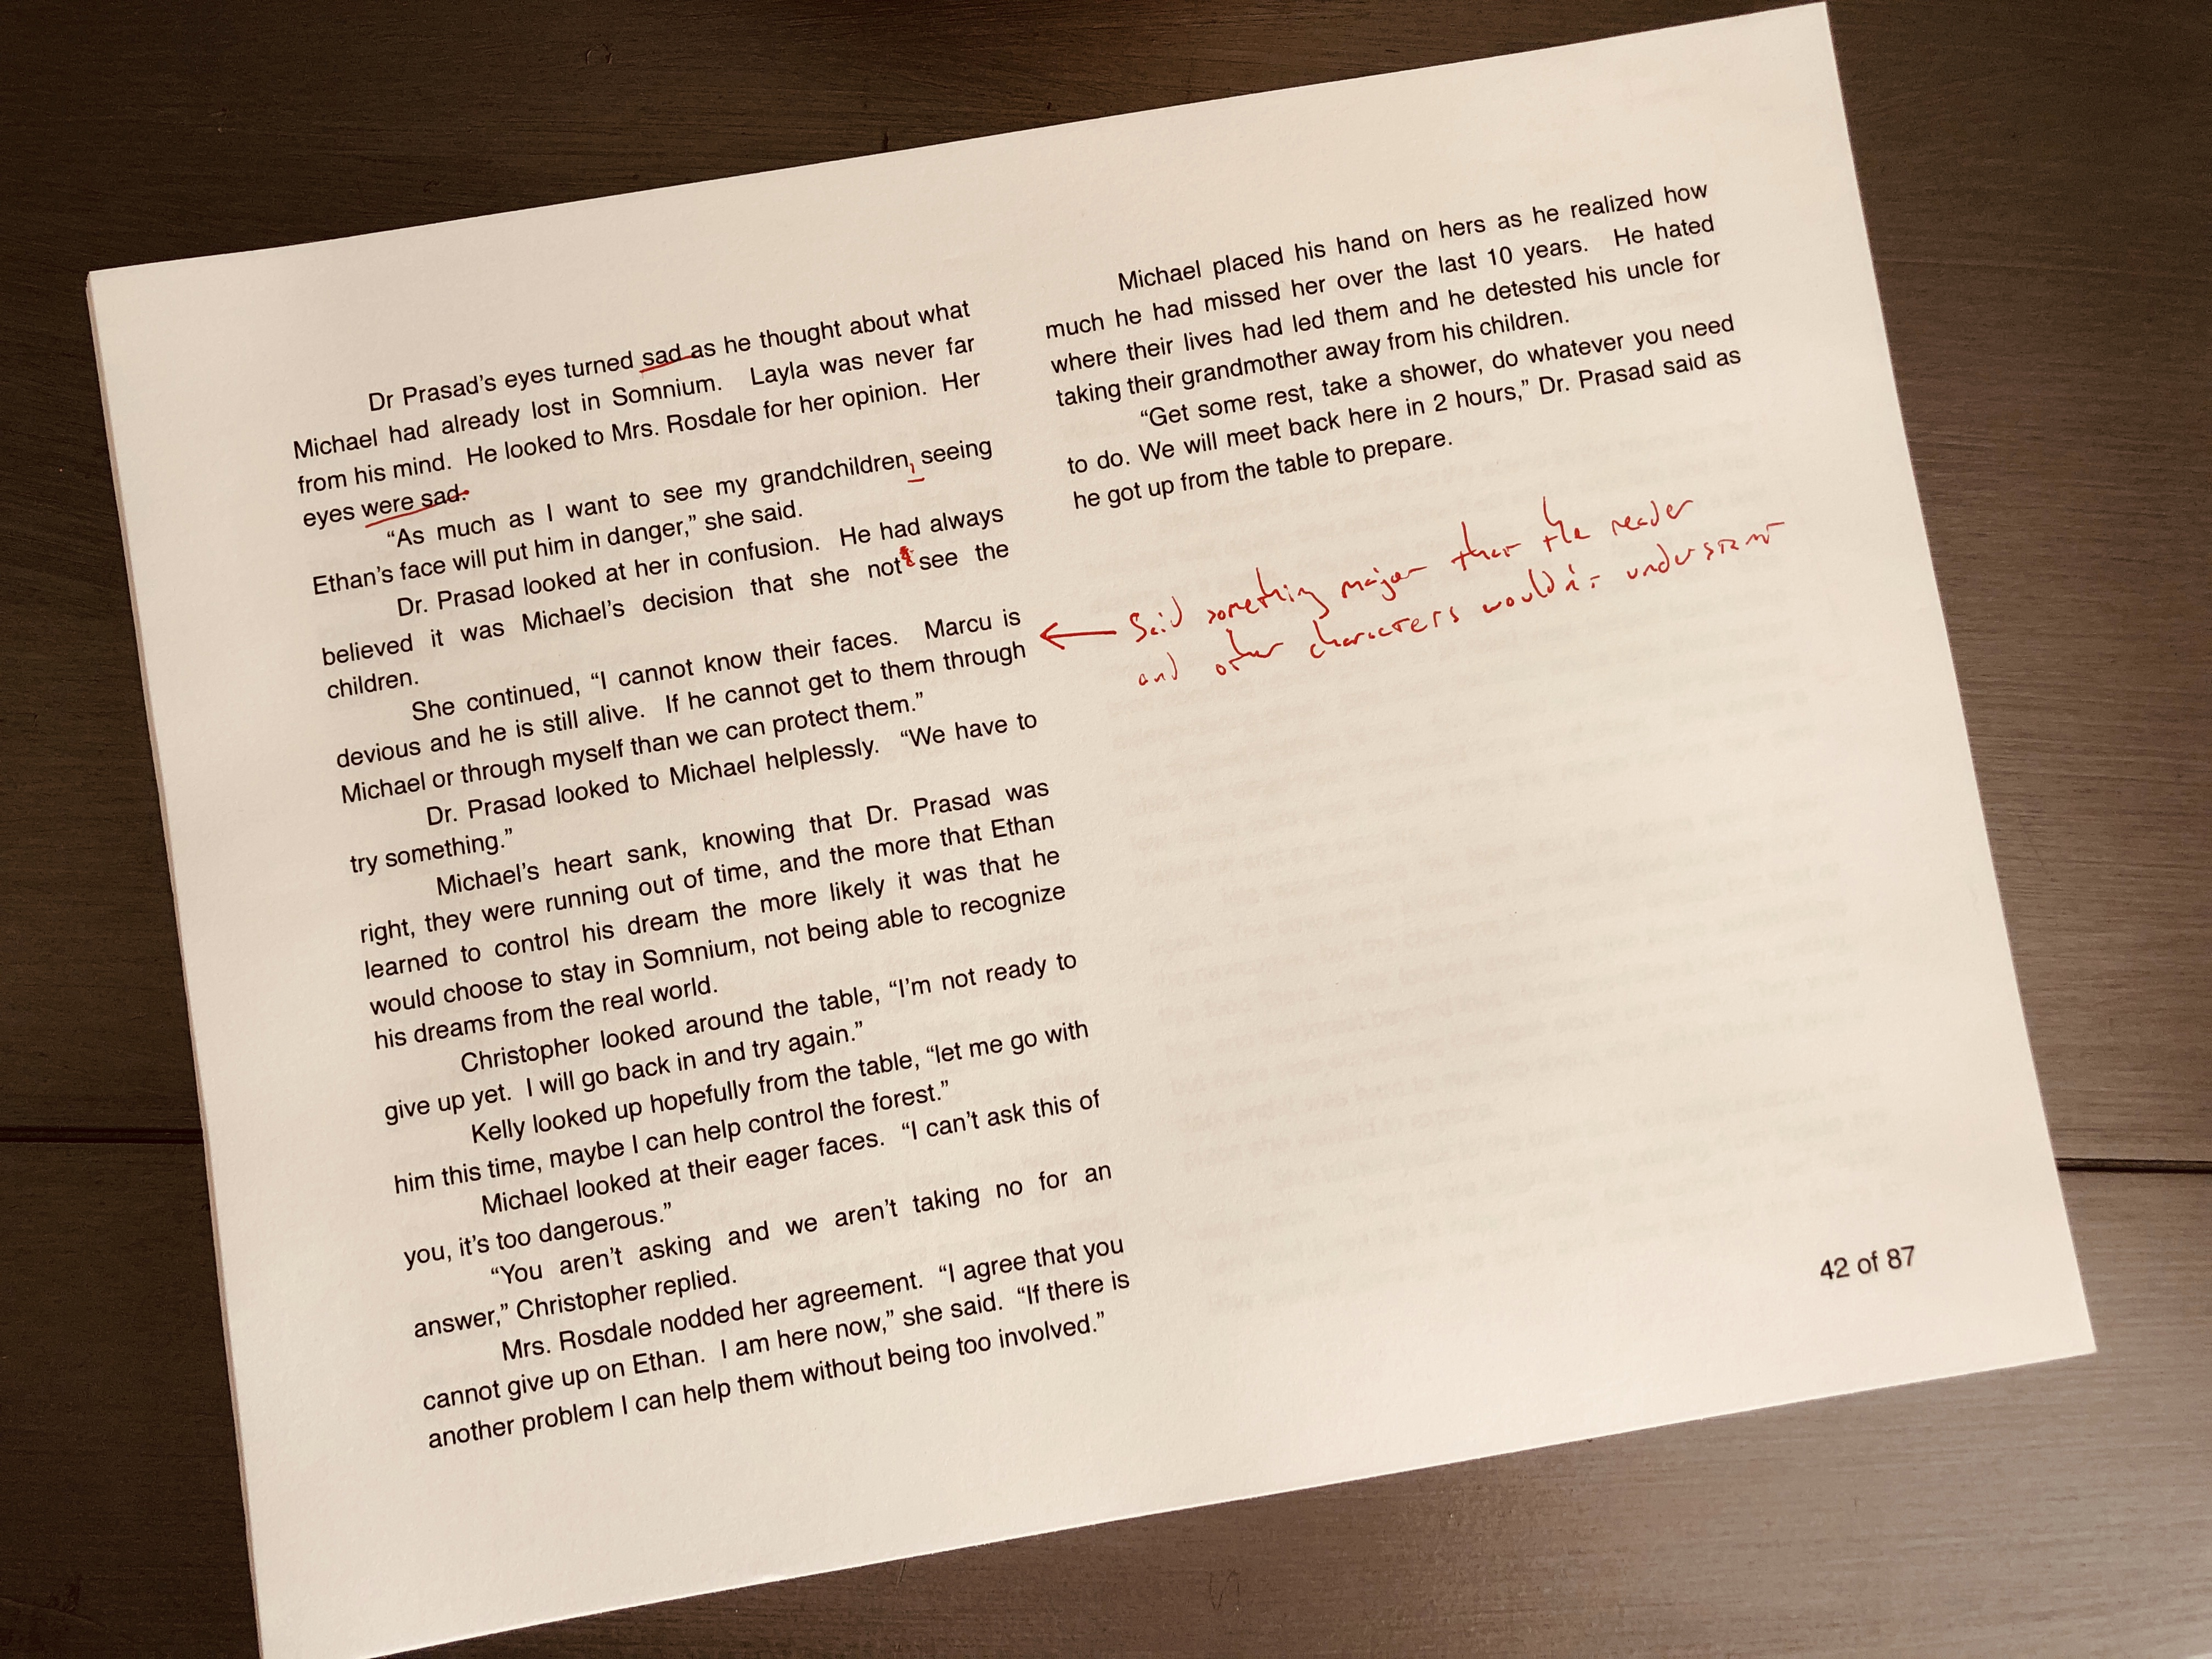 Dr Prasad's eyes turned sad as he thought about what
Michael had already lost in Somnium. Layla was never far
from his mind. He looked to Mrs. Rosdale for her opinion. Her
eyes were sad.
“As much as I want to see my grandchildren, seeing
Ethan's face will put him in danger,” she said.
Dr. Prasad looked at her in confusion. He had always
believed it was Michael's decision that she not see the
children.
She continued, “I cannot know their faces. Marcu is
devious and he is still alive. If he cannot get to them through
Michael or through myself than we can protect them.”
Dr. Prasad looked to Michael helplessly. “We have to
try something.”
Michael's heart sank, knowing that Dr. Prasad was
right, they were running out of time, and the more that Ethan
learned to control his dream the more likely it was that he
would choose to stay in Somnium, not being able to recognize
his dreams from the real world.
Christopher looked around the table, “I'm not ready to
give up yet. I will go back in and try again.”
Kelly looked up hopefully from the table, “let me go with
him this time, maybe I can help control the forest.”
Michael looked at their eager faces. “I can't ask this of
you, it's too dangerous.”
“You aren't asking and we aren't taking no for an
answer,” Christopher replied.
Mrs. Rosdale nodded her agreement. “I agree that you
cannot give up on Ethan. I am here now,” she said. “If there is
another problem I can help them without being too involved.”
Michael placed his hand on hers as he realized how
much he had missed her over the last 10 years. He hated
where their lives had led them and he detested his uncle for
taking their grandmother away from his children.
“Get some rest, take a shower, do whatever you need
to do. We will meet back here in 2 hours,” Dr. Prasad said as
he got up from the table to prepare.
Said something major that the reader
and other characters wouldn't understant
42 of 87